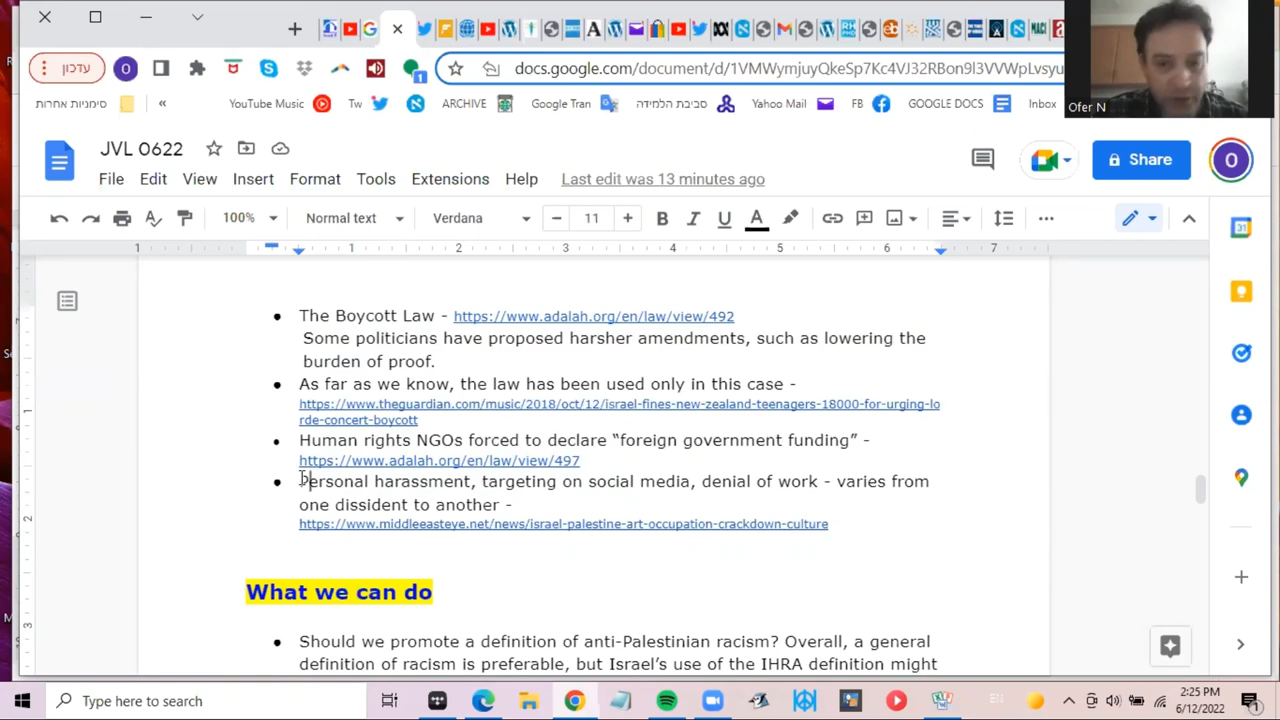 עדכון
docs.google.com/document/d/1VMWymjuyQkeSp7Kc4VJ32RBon9l3VVWpLvsyu
Ofer N
סימניות אחרות
«
YouTube Music
Tw
ARCHIVE
Google Tran
סביבת הלמידה
Yahoo Mail
FB
GOOGLE DOCS
Inbox
JVL 0622
Share
O
File Edit View Insert Format Tools Extensions Help Last edit was 13 minutes ago
100% Normal text Verdana 11 B I U A
1 1 2 3 4 5 6 7
• The Boycott Law - https://www.adalah.org/en/law/view/492
Some politicians have proposed harsher amendments, such as lowering the
burden of proof.
• As far as we know, the law has been used only in this case -
https://www.theguardian.com/music/2018/oct/12/israel-fines-new-zealand-teenagers-18000-for-urging-lo
rde-concert-boycott
• Human rights NGOs forced to declare “foreign government funding” -
https://www.adalah.org/en/law/view/497
• Personal harassment, targeting on social media, denial of work - varies from
one dissident to another -
https://www.middleeasteye.net/news/israel-palestine-art-occupation-crackdown-culture
What we can do
• Should we promote a definition of anti-Palestinian racism? Overall, a general
definition of racism is preferable, but Israel’s use of the IHRA definition might
Type here to search
2:25 PM
6/12/2022